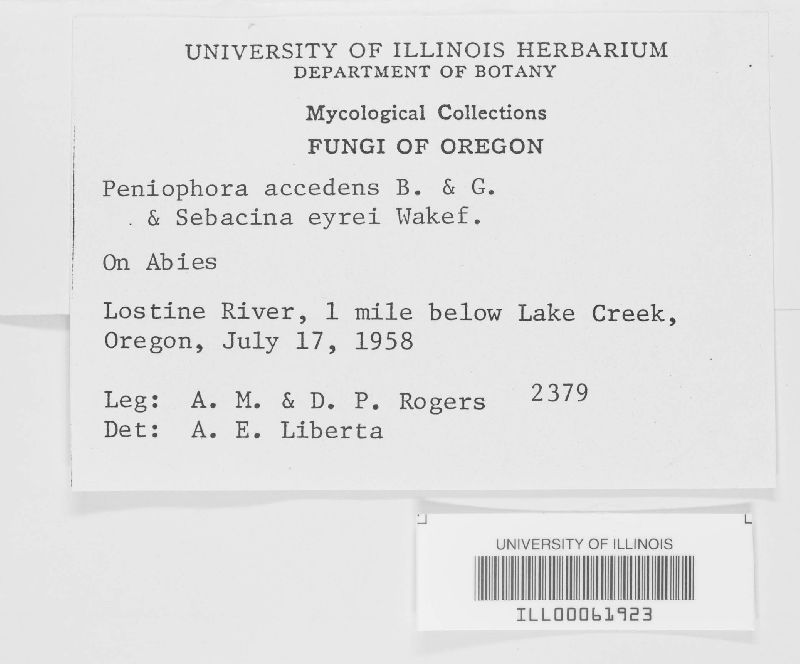 UNIVERSITY OF ILLINOIS HERBARIUM
DEPARTMENT OF BOTANY
Mycological Collections
FUNGI OF OREGON
Peniophora accedens B. & G.
& Sebacina eyrei Wakef.
On Abies
Lostine River, 1 mile below Lake Creek,
Oregon, July 17, 1958
Leg: A. M. & D. P. Rogers 2379
Det: A. E. Liberta
UNIVERSITY OF ILLINOIS
ILL00061923